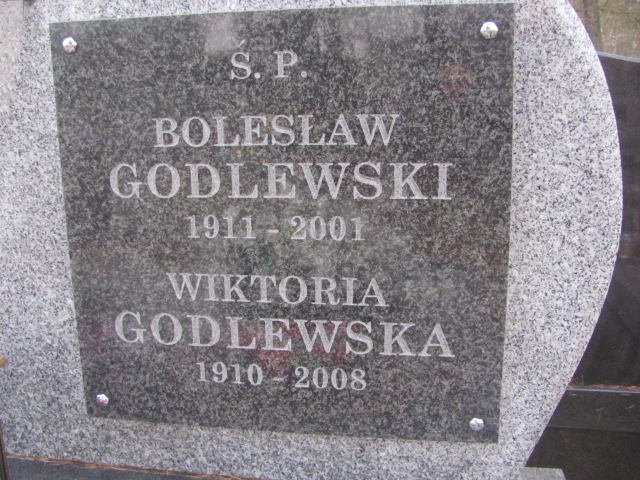 Ś. P.
BOLESŁAW
GODLEWSKI
1911 - 2001
WIKTORIA
GODLEWSKA
1910 - 2008